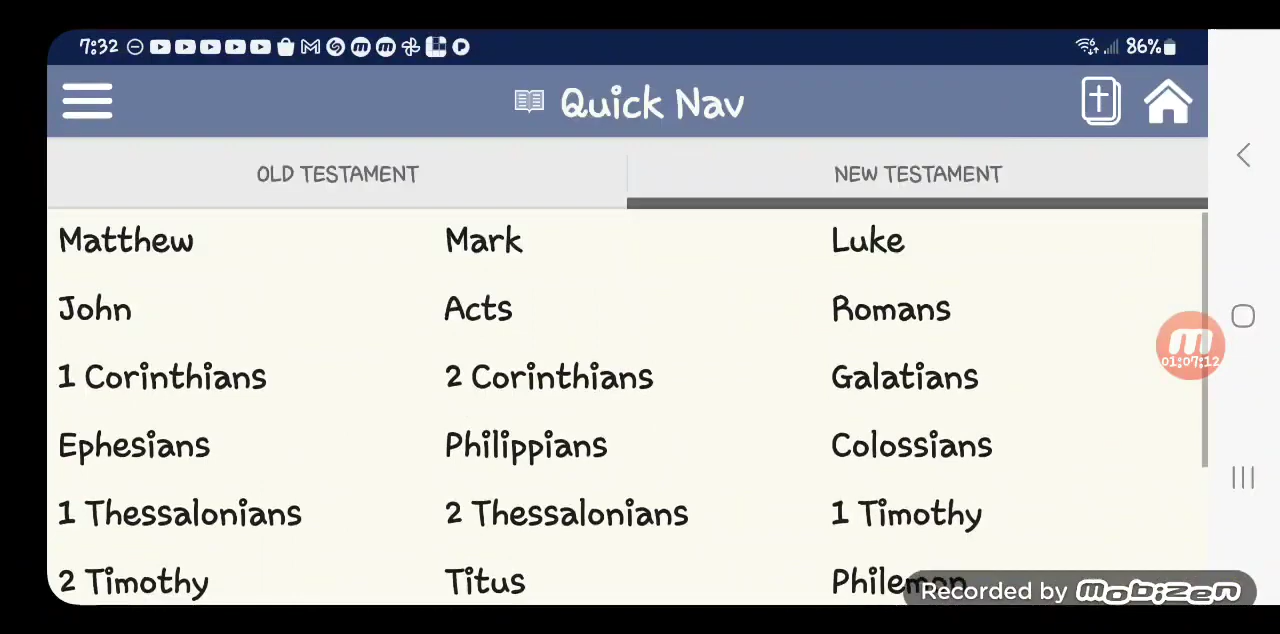 7:32 86%
Quick Nav
OLD TESTAMENT NEW TESTAMENT
Matthew Mark Luke
John Acts Romans
01:07:12
1 Corinthians 2 Corinthians Galatians
Ephesians Philippians Colossians
1 Thessalonians 2 Thessalonians 1 Timothy
2 Timothy Titus Philemon
Recorded by mobizen